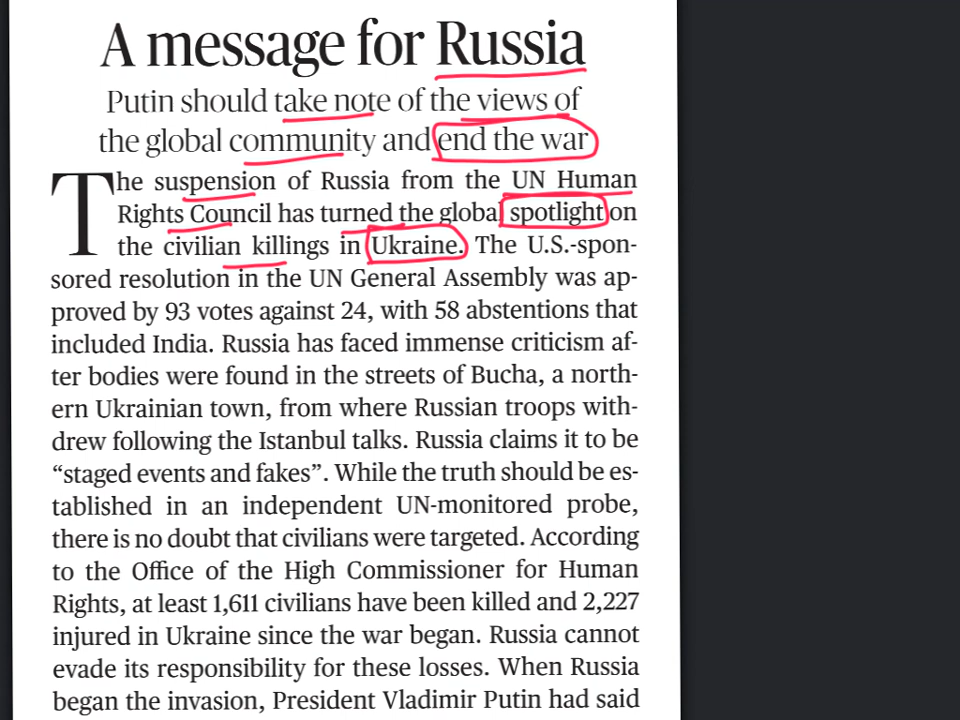 A message for Russia
Putin should take note of the views of
the global community and end the war
The suspension of Russia from the UN Human
Rights Council has turned the global spotlight on
the civilian killings in Ukraine. The U.S.-spon-
sored resolution in the UN General Assembly was ap-
proved by 93 votes against 24, with 58 abstentions that
included India. Russia has faced immense criticism af-
ter bodies were found in the streets of Bucha, a north-
ern Ukrainian town, from where Russian troops with-
drew following the Istanbul talks. Russia claims it to be
“staged events and fakes”. While the truth should be es-
tablished in an independent UN-monitored probe,
there is no doubt that civilians were targeted. According
to the Office of the High Commissioner for Human
Rights, at least 1,611 civilians have been killed and 2,227
injured in Ukraine since the war began. Russia cannot
evade its responsibility for these losses. When Russia
began the invasion, President Vladimir Putin had said